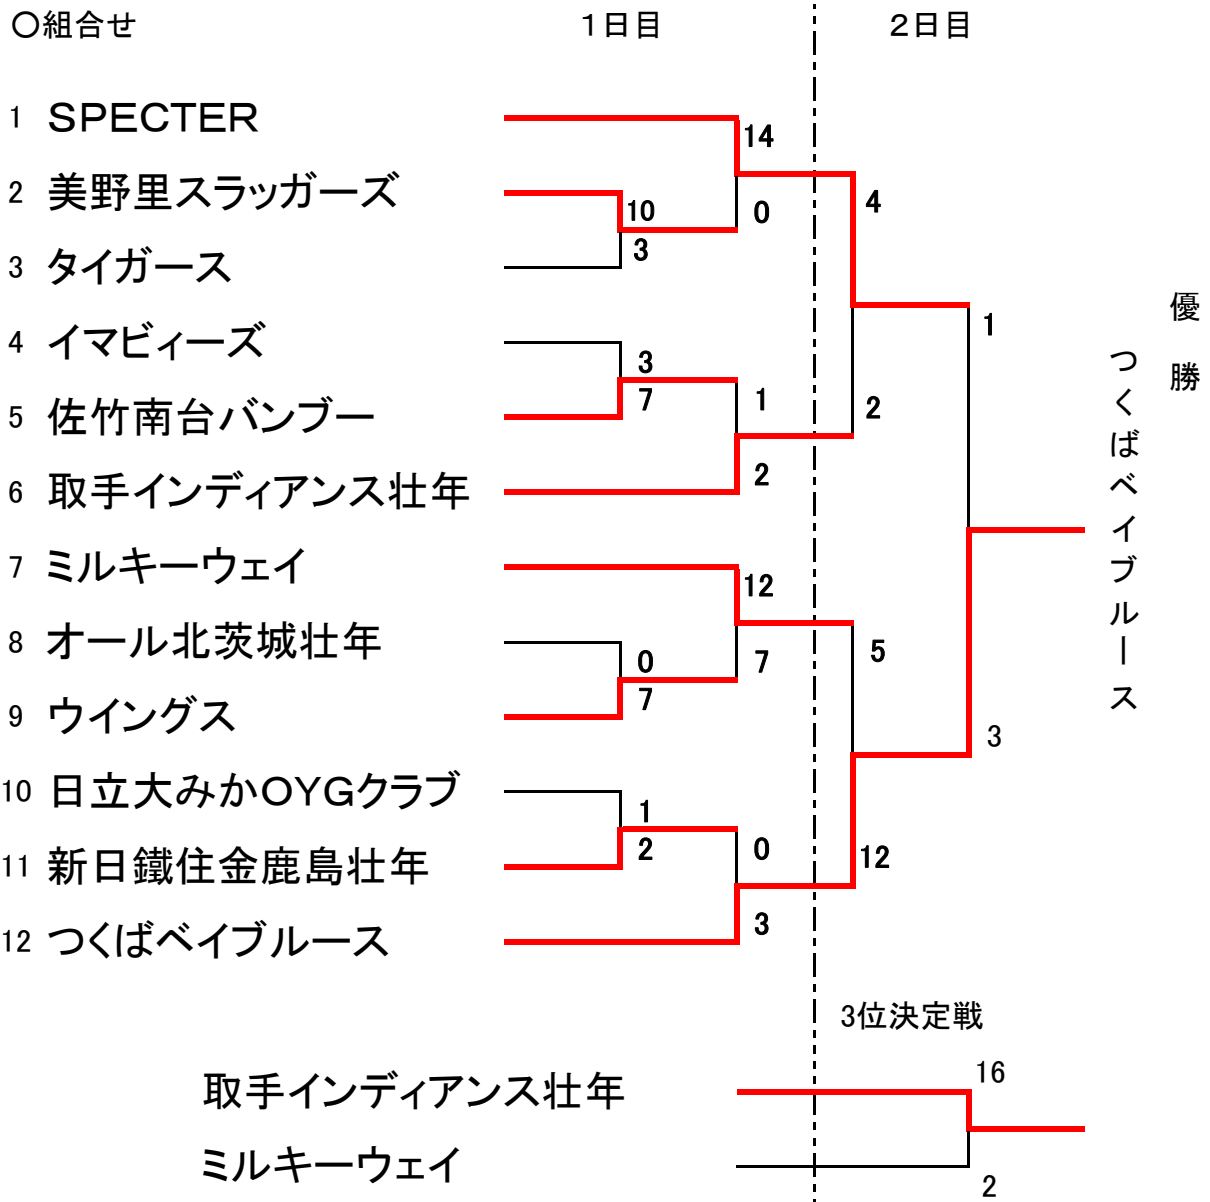 〇組合せ 1日目 2日目
1 SPECTER
14
2 美野里スラッガーズ
10 0 4
3
3 タイガース
優勝
1
4 イマビィーズ
3
7 1 2
5 佐竹南台バンブー
2
6 取手インディアンス壮年
つくばベイブルース
7 ミルキーウェイ
12
8 オール北茨城壮年
0 7 5
7
9 ウイングス
3
10 日立大みかOYGクラブ
1
2 0 12
11 新日鐵住金鹿島壮年
3
12 つくばベイブルース
3位決定戦
16
取手インディアンス壮年
ミルキーウェイ
2